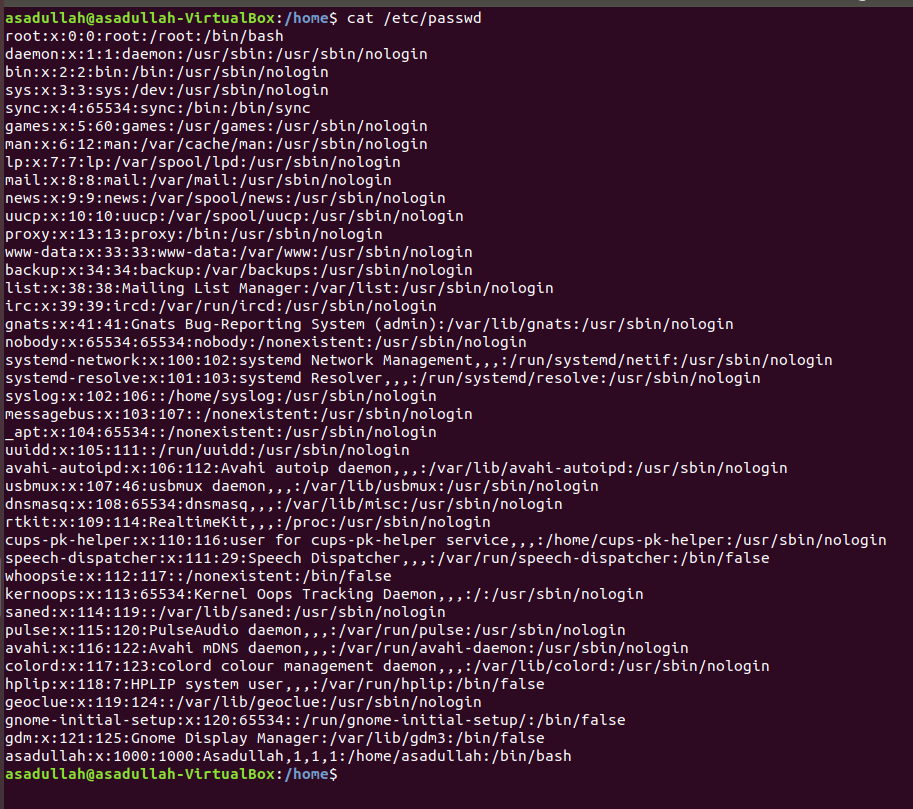 asadullah@asadullah-VirtualBox:/home$ cat /etc/passwd
root:x:0:0:root:/root:/bin/bash
daemon:x:1:1:daemon:/usr/sbin:/usr/sbin/nologin
bin:x:2:2:bin:/bin:/usr/sbin/nologin
sys:x:3:3:sys:/dev:/usr/sbin/nologin
sync:x:4:65534:sync:/bin:/bin/sync
games:x:5:60:games:/usr/games:/usr/sbin/nologin
man:x:6:12:man:/var/cache/man:/usr/sbin/nologin
lp:x:7:7:lp:/var/spool/lpd:/usr/sbin/nologin
mail:x:8:8:mail:/var/mail:/usr/sbin/nologin
news:x:9:9:news:/var/spool/news:/usr/sbin/nologin
uucp:x:10:10:uucp:/var/spool/uucp:/usr/sbin/nologin
proxy:x:13:13:proxy:/bin:/usr/sbin/nologin
www-data:x:33:33:www-data:/var/www:/usr/sbin/nologin
backup:x:34:34:backup:/var/backups:/usr/sbin/nologin
list:x:38:38:Mailing List Manager:/var/list:/usr/sbin/nologin
irc:x:39:39:ircd:/var/run/ircd:/usr/sbin/nologin
gnats:x:41:41:Gnats Bug-Reporting System (admin):/var/lib/gnats:/usr/sbin/nologin
nobody:x:65534:65534:nobody:/nonexistent:/usr/sbin/nologin
systemd-network:x:100:102:systemd Network Management,,,:/run/systemd/netif:/usr/sbin/nologin
systemd-resolve:x:101:103:systemd Resolver,,,:/run/systemd/resolve:/usr/sbin/nologin
syslog:x:102:106::/home/syslog:/usr/sbin/nologin
messagebus:x:103:107::/nonexistent:/usr/sbin/nologin
_apt:x:104:65534::/nonexistent:/usr/sbin/nologin
uuidd:x:105:111::/run/uuidd:/usr/sbin/nologin
avahi-autoipd:x:106:112:Avahi autoip daemon,,,:/var/lib/avahi-autoipd:/usr/sbin/nologin
usbmux:x:107:46:usbmux daemon,,,:/var/lib/usbmux:/usr/sbin/nologin
dnsmasq:x:108:65534:dnsmasq,,,:/var/lib/misc:/usr/sbin/nologin
rtkit:x:109:114:RealtimeKit,,,:/proc:/usr/sbin/nologin
cups-pk-helper:x:110:116:user for cups-pk-helper service,,,:/home/cups-pk-helper:/usr/sbin/nologin
speech-dispatcher:x:111:29:Speech Dispatcher,,,:/var/run/speech-dispatcher:/bin/false
whoopsie:x:112:117::/nonexistent:/bin/false
kernoops:x:113:65534:Kernel Oops Tracking Daemon,,,:/:/usr/sbin/nologin
saned:x:114:119::/var/lib/saned:/usr/sbin/nologin
pulse:x:115:120:PulseAudio daemon,,,:/var/run/pulse:/usr/sbin/nologin
avahi:x:116:122:Avahi mDNS daemon,,,:/var/run/avahi-daemon:/usr/sbin/nologin
colord:x:117:123:colord colour management daemon,,,:/var/lib/colord:/usr/sbin/nologin
hplip:x:118:7:HPLIP system user,,,:/var/run/hplip:/bin/false
geoclue:x:119:124::/var/lib/geoclue:/usr/sbin/nologin
gnome-initial-setup:x:120:65534::/run/gnome-initial-setup/:/bin/false
gdm:x:121:125:Gnome Display Manager:/var/lib/gdm3:/bin/false
asadullah:x:1000:1000:Asadullah,1,1,1:/home/asadullah:/bin/bash
asadullah@asadullah-VirtualBox:/home$